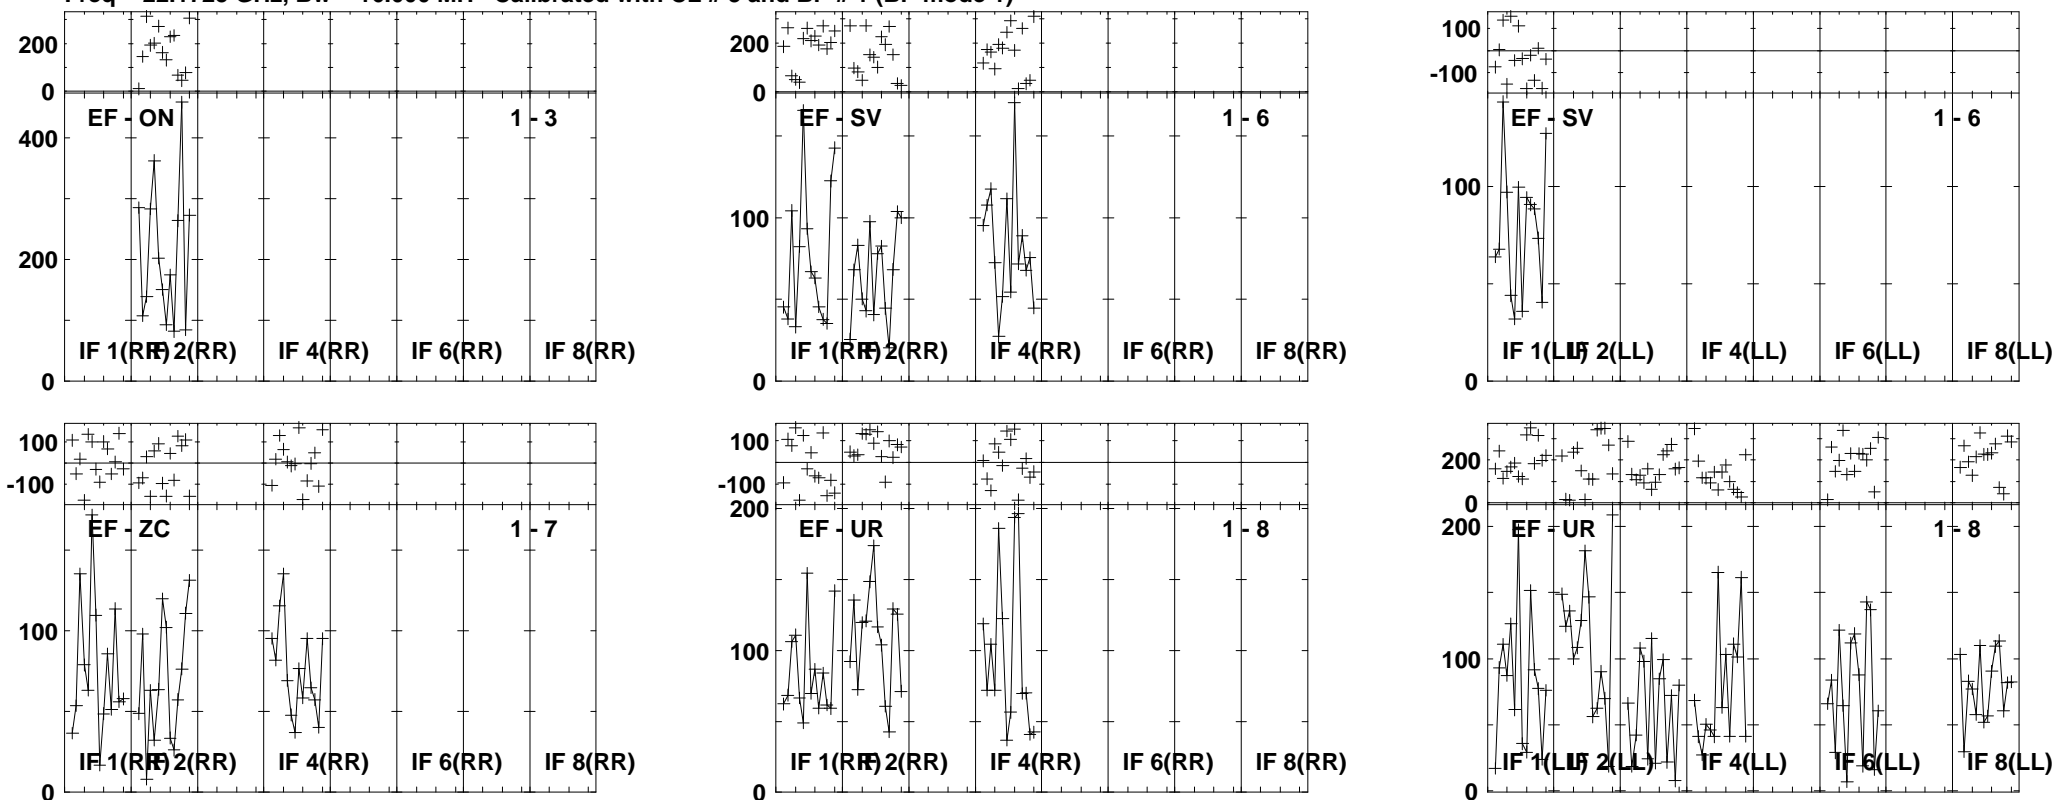 200
0
EF - ON
1 - 3
400
200
IF 1(RR)
IF 2(RR)
IF 4(RR)
IF 6(RR)
IF 8(RR)
0
200
0
EF - SV
1 - 6
100
IF 1(RR)
IF 2(RR)
IF 4(RR)
IF 6(RR)
IF 8(RR)
0
100
-100
EF - SV
1 - 6
100
IF 1(LL)
IF 2(LL)
IF 4(LL)
IF 6(LL)
IF 8(LL)
0
100
-100
EF - ZC
1 - 7
100
IF 1(RR)
IF 2(RR)
IF 4(RR)
IF 6(RR)
IF 8(RR)
0
100
-100
200
EF - UR
1 - 8
100
IF 1(RR)
IF 2(RR)
IF 4(RR)
IF 6(RR)
IF 8(RR)
0
200
0
200
EF - UR
1 - 8
100
IF 1(LL)
IF 2(LL)
IF 4(LL)
IF 6(LL)
IF 8(LL)
0